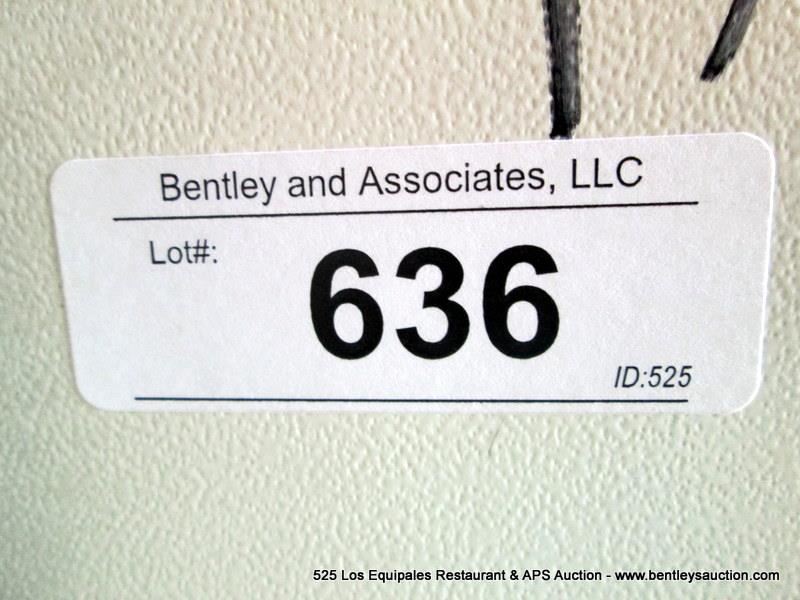 Bentley and Associates, LLC
Lot#:
636
ID:525
525 Los Equipales Restaurant & APS Auction - www.bentleysauction.com